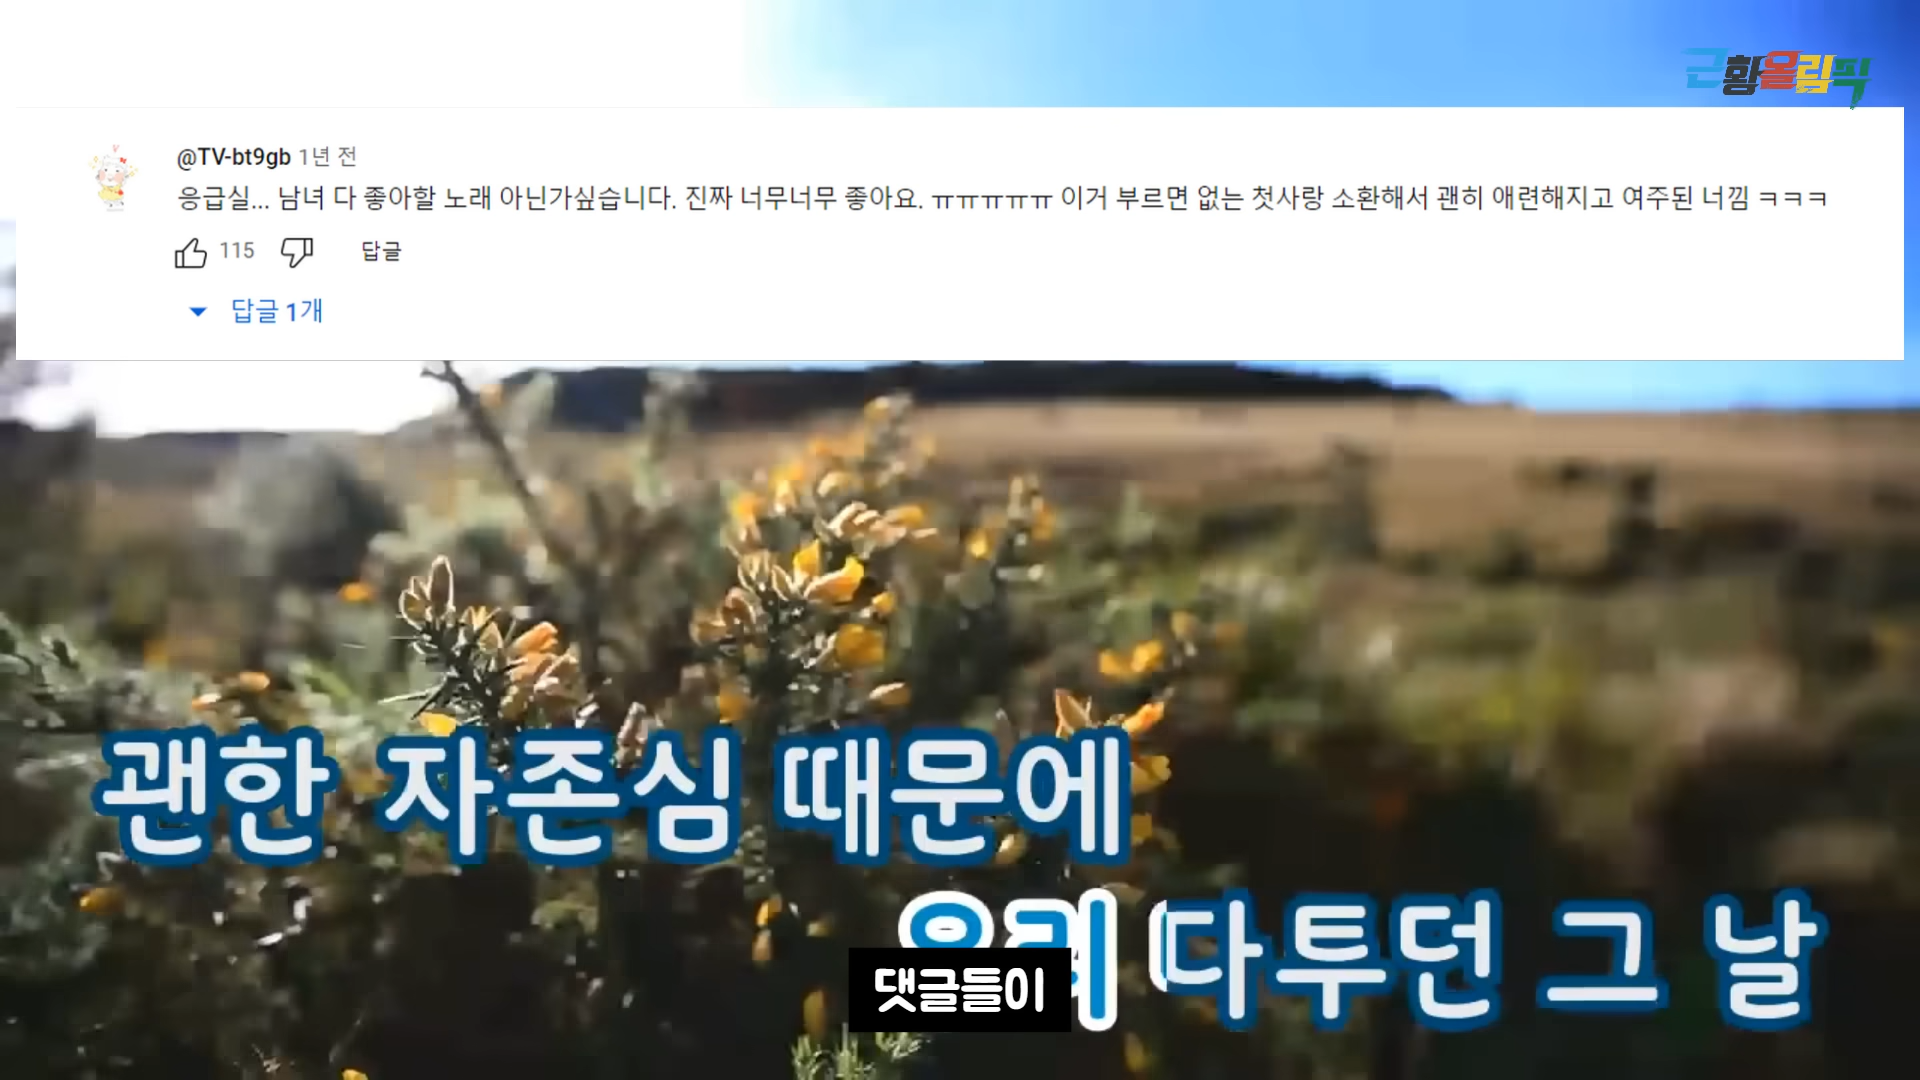 근황올림픽
@TV-bt9gb 1년 전
응급실... 남녀 다 좋아할 노래 아닌가싶습니다. 진짜 너무너무 좋아요. ㅠㅠㅠㅠㅠ 이거 부르면 없는 첫사랑 소환해서 괜히 애련해지고 여주된 너낌 ㅋㅋㅋ
115 답글
답글 1개
괜한 자존심 때문에
우리 다투던 그 날
댓글들이